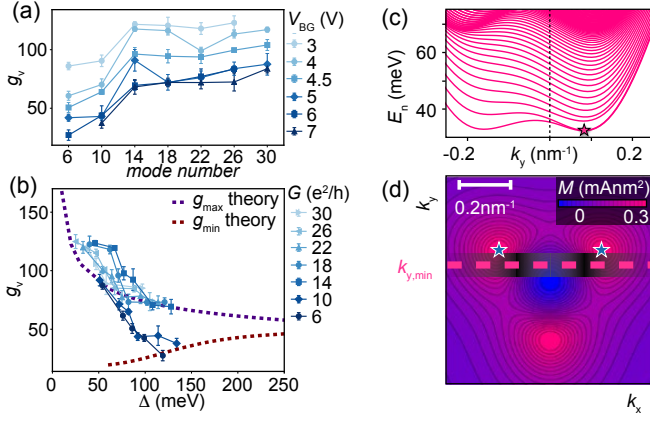 (a)
g_v
100
50
6 10 14 18 22 26 30
mode number
V_BG (V)
3
4
4.5
5
6
7
(b)
g_v
150
100
50
0
0 50 100 150 200 250
Δ (meV)
g_max theory
g_min theory
G (e²/h)
30
26
22
18
14
10
6
(c)
E_n (meV)
60
40
-0.2 0.2
k_y (nm⁻¹)
(d)
k_y
0.2nm⁻¹
M (mAnm²)
0 0.3
k_y,min
k_x